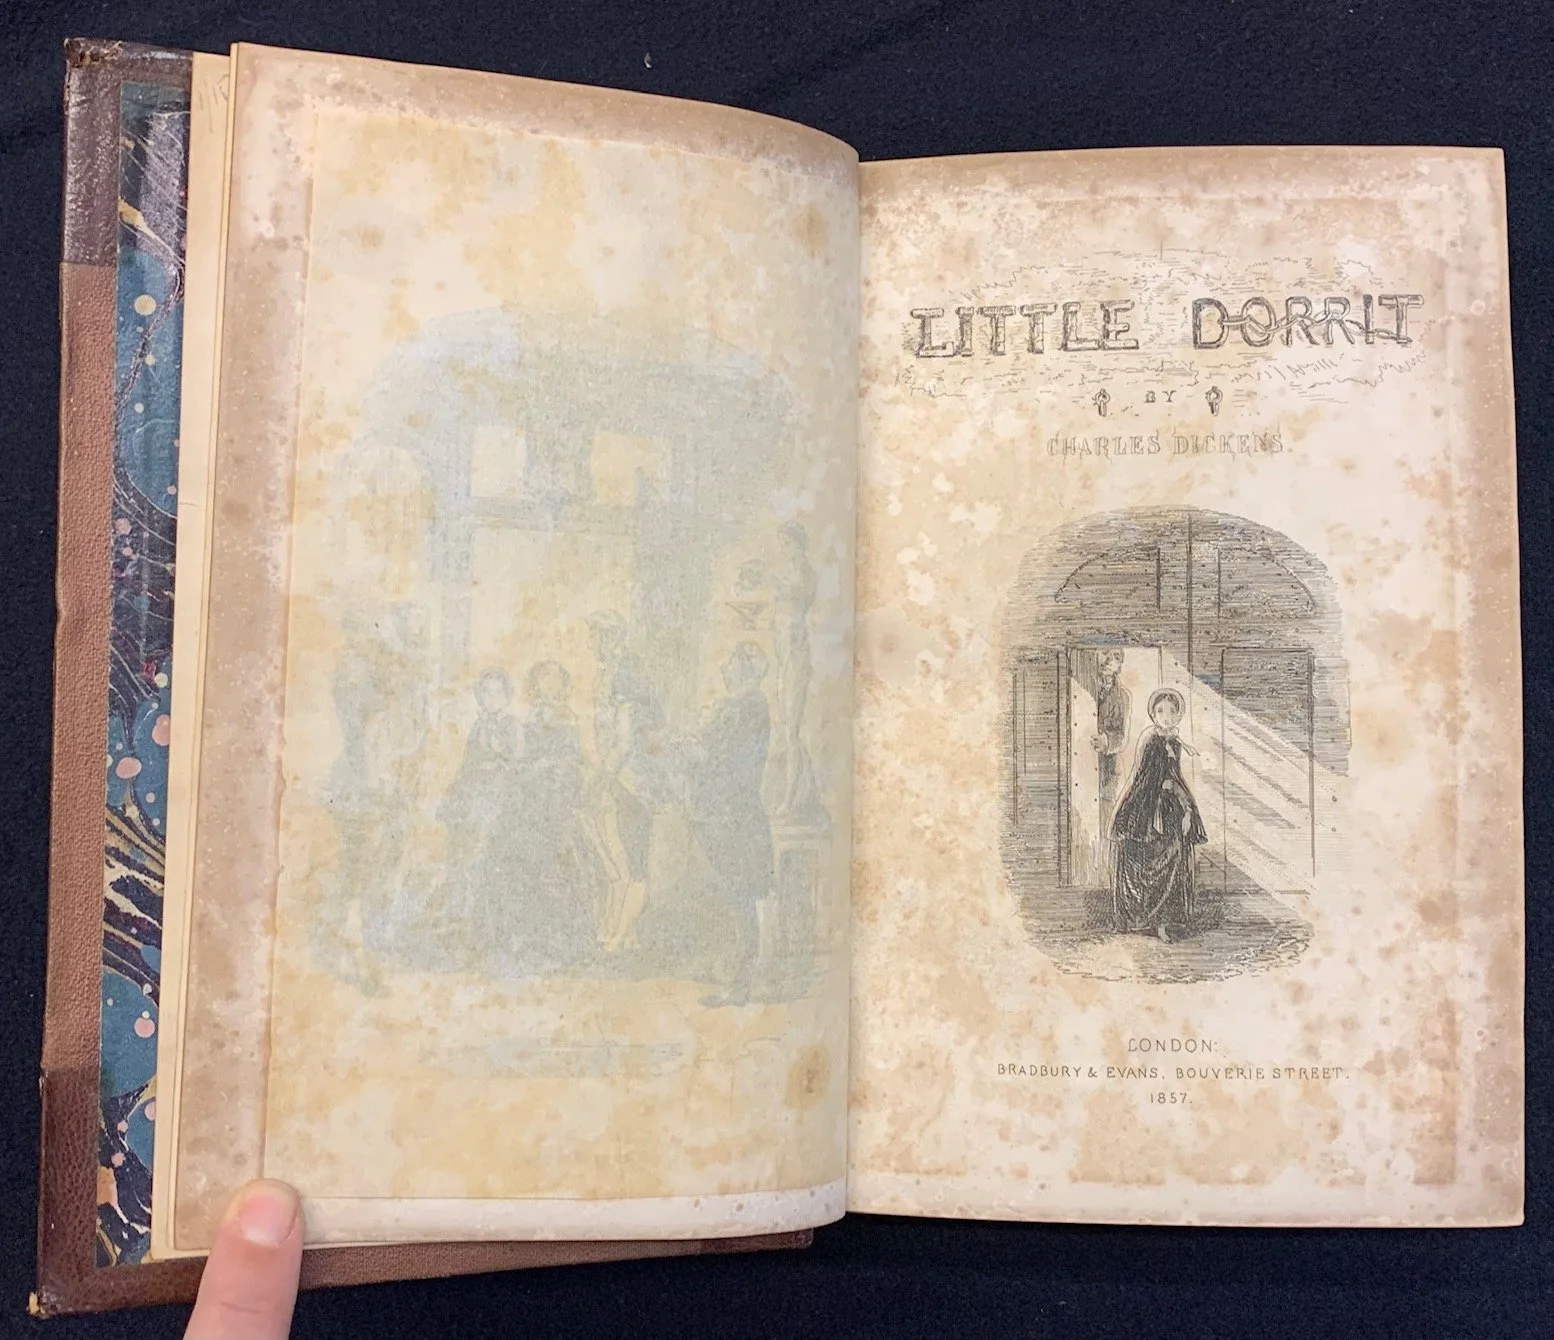 LITTLE DORRIT
BY
CHARLES DICKENS.
LONDON:
BRADBURY & EVANS, BOUVERIE STREET.
1857.